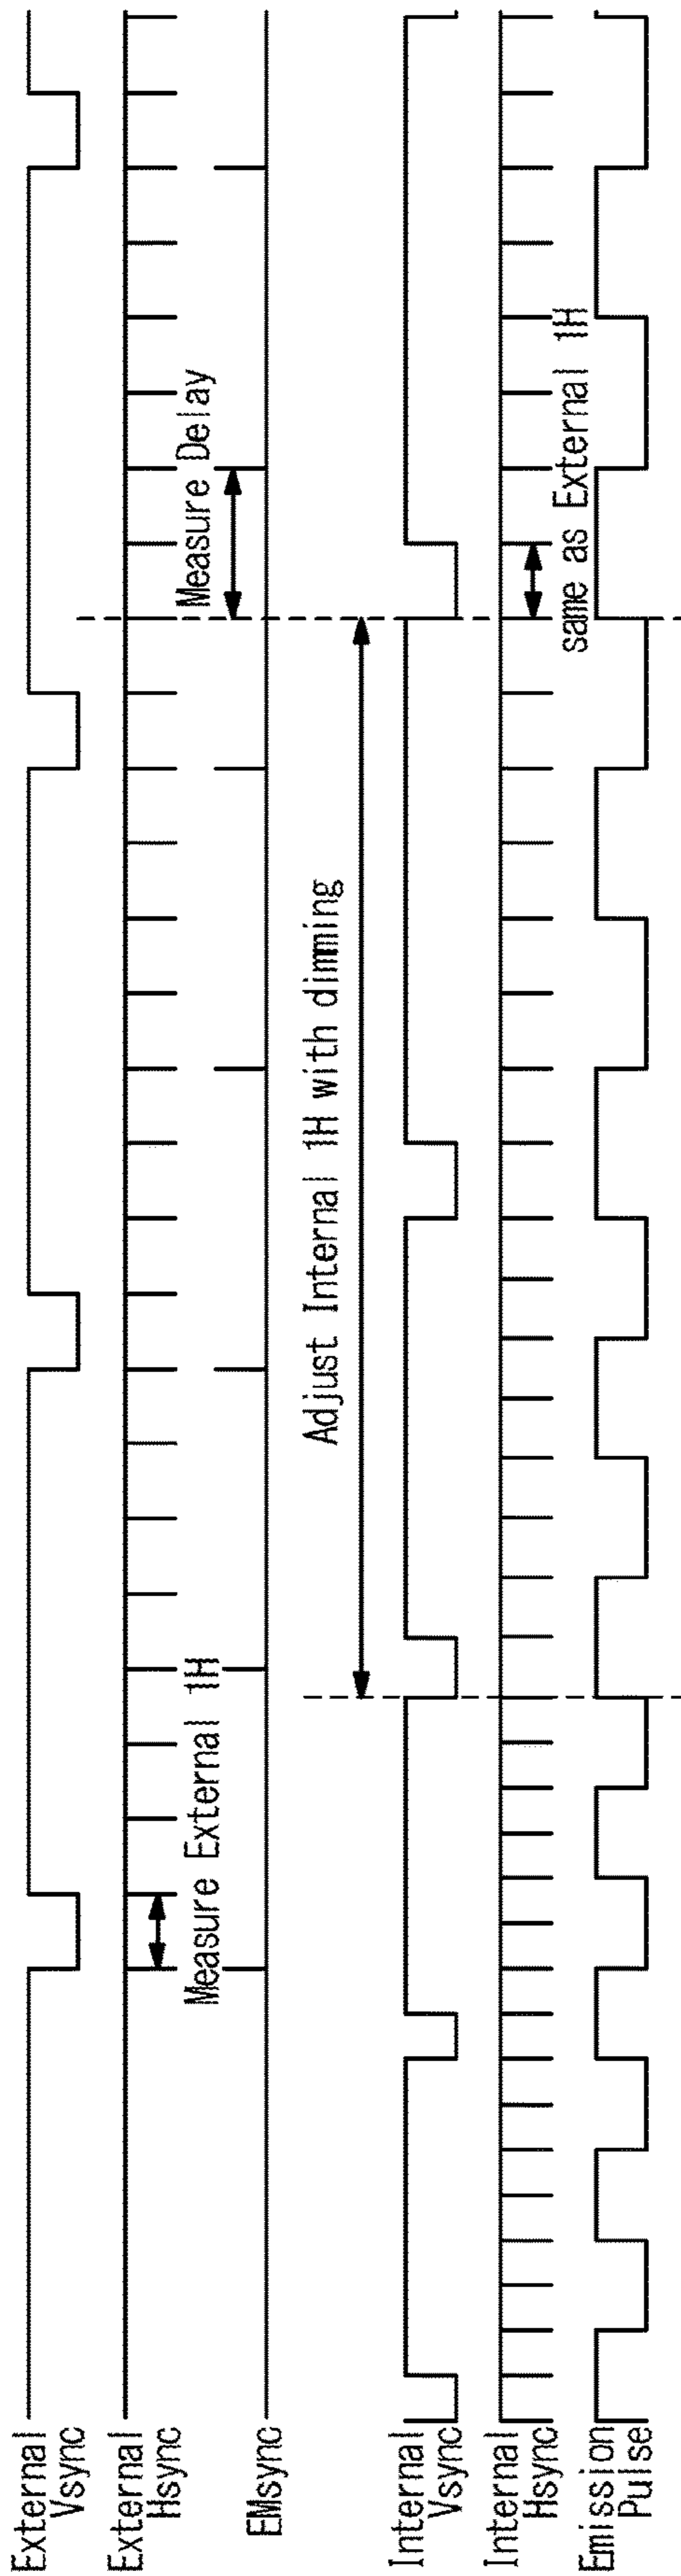 External
Vsync
External
Hsync
Measure External 1H
Measure Delay
EMsync
Adjust Internal 1H with dimming
Internal
Vsync
Internal
Hsync
same as External 1H
Emission
Pulse